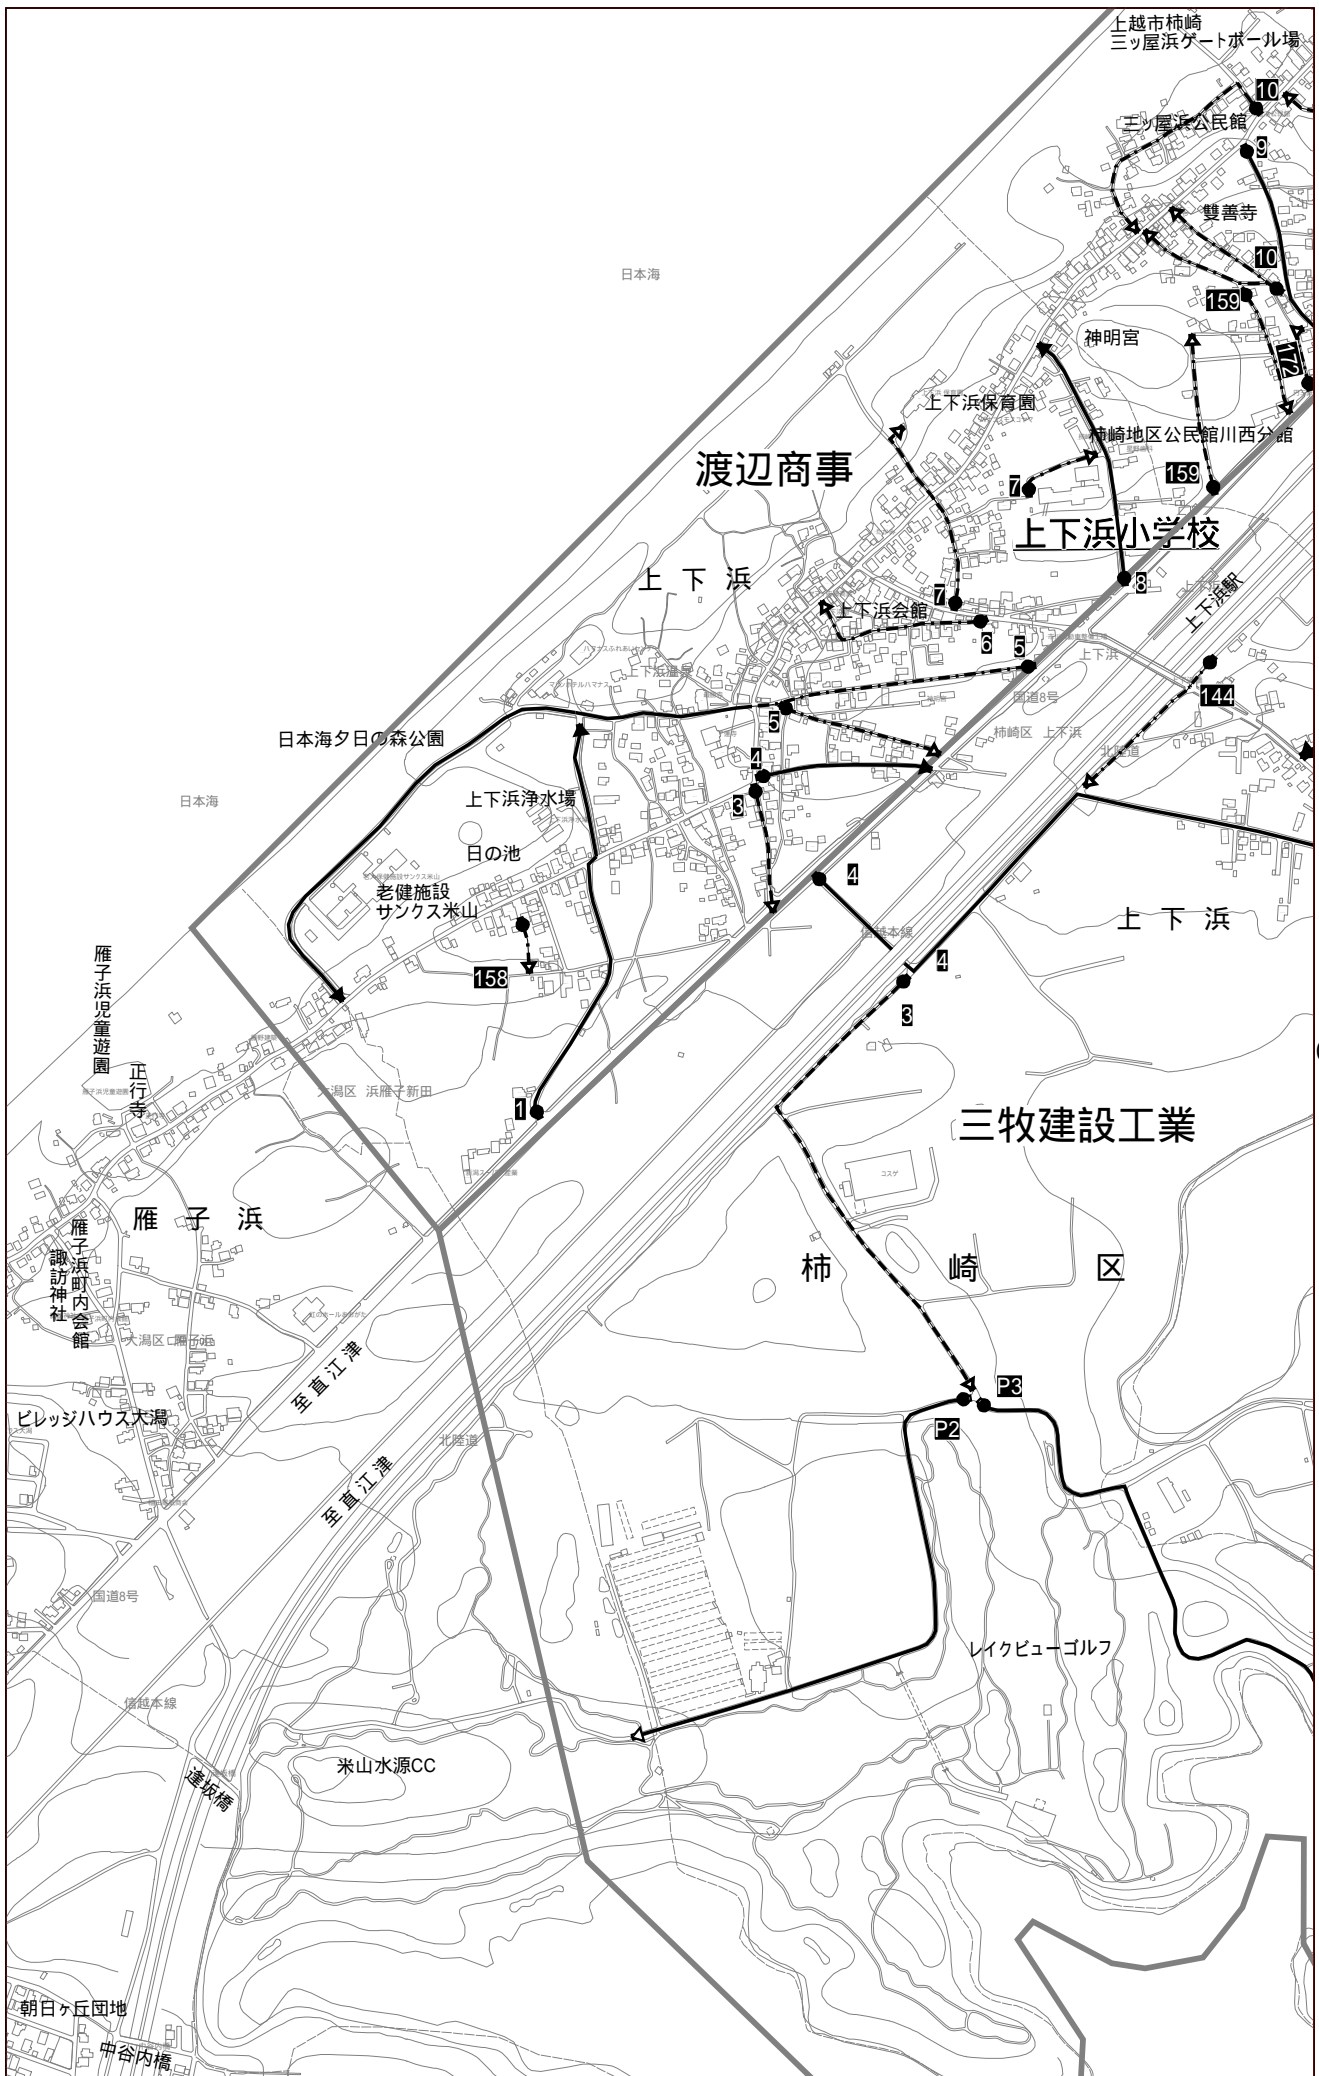 上越市柿崎
三ッ屋浜ゲートボール場
10
三ッ屋浜公民館
9
雙善寺
10
日本海
159
神明宮
172
上下浜保育園
柿崎地区公民館川西分館
渡辺商事
159
7
上下浜小学校
上下浜
8
7
上下浜会館
上下浜駅
6
5
上下浜
144
国道8号
5
柿崎区 上下浜
北陸道
日本海夕日の森公園
4
上下浜浄水場
3
日本海
日の池
老健施設
サンクス米山
4
上下浜
信越本線
雁子浜児童遊園
158
4
3
正行寺
大潟区 浜雁子新田
1
三牧建設工業
コスゲ
雁子浜
雁子浜町内会館
諏訪神社
柿崎区
大潟区 雁子浜
至直江津
P3
P2
ビレッジハウス大潟
北陸道
至直江津
国道8号
レイクビューゴルフ
信越本線
米山水源CC
逢坂橋
朝日ヶ丘団地
中谷内橋